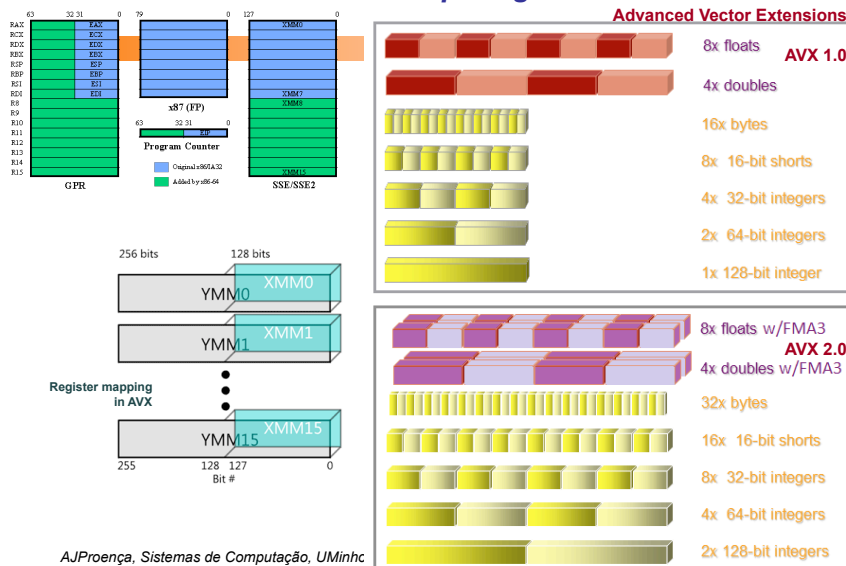 Advanced Vector Extensions
63 32 31 0
79 0
127 0
RAX EAX
RCX ECX
RDX EDX
RBX EBX
RSP ESP
RBP EBP
RSI ESI
RDI EDI
R8
R9
R10
R11
R12
R13
R14
R15
GPR
x87 (FP)
63 32 31 0
EIP
Program Counter
Original x86/IA32
Added by x86-64
XMM0
XMM7
XMM8
XMM15
SSE/SSE2
8x floats
AVX 1.0
4x doubles
16x bytes
8x 16-bit shorts
4x 32-bit integers
2x 64-bit integers
1x 128-bit integer
256 bits 128 bits
XMM0
YMM0
XMM1
YMM1
Register mapping
in AVX
XMM15
YMM15
255 128 127 0
Bit #
8x floats w/FMA3
AVX 2.0
4x doubles w/FMA3
32x bytes
16x 16-bit shorts
8x 32-bit integers
4x 64-bit integers
2x 128-bit integers
AJProença, Sistemas de Computação, UMinho